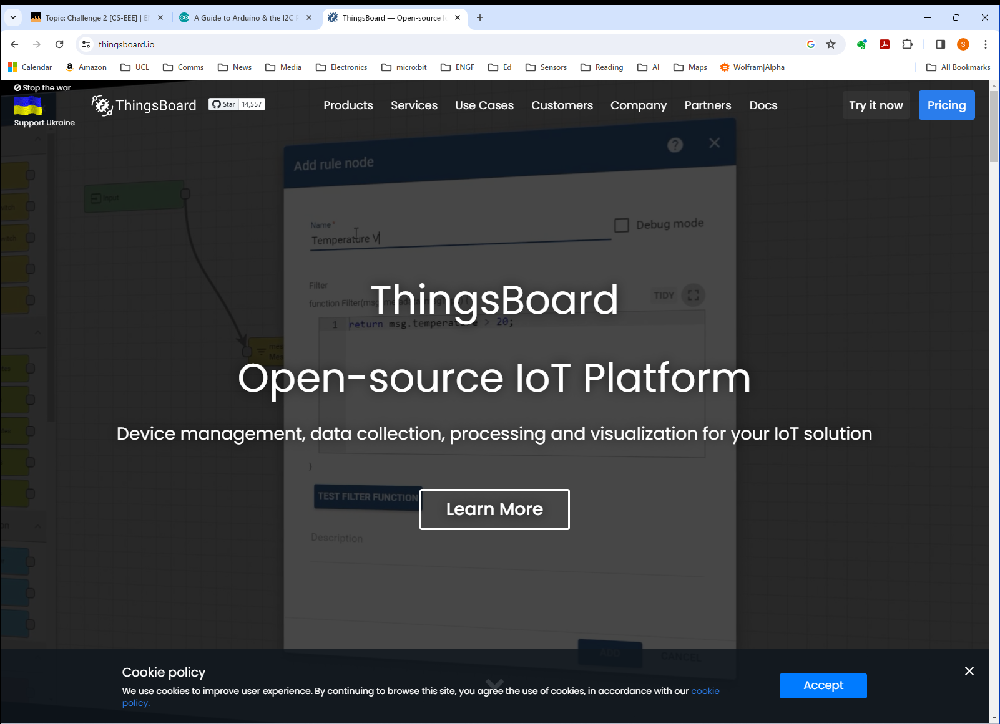 Topic: Challenge 2 [CS-EEE] | E
A Guide to Arduino & the I2C
ThingsBoard — Open-source I
thingsboard.io
S
Calendar
Amazon
UCL
Comms
News
Media
Electronics
micro:bit
ENGF
Ed
Sensors
Reading
AI
Maps
Wolfram|Alpha
All Bookmarks
Stop the war
Support Ukraine
ThingsBoard
Star 14,557
Products
Services
Use Cases
Customers
Company
Partners
Docs
Try it now
Pricing
Add rule node
?
input
Name *
Temperature V
Debug mode
Filter
TIDY
function Filter(msg, metadata, msgType) {
1 return msg.temperature > 20;
ThingsBoard
Open-source IoT Platform
Device management, data collection, processing and visualization for your IoT solution
}
TEST FILTER FUNCTION
Learn More
Description
ADD
CANCEL
Cookie policy
We use cookies to improve user experience. By continuing to browse this site, you agree the use of cookies, in accordance with our cookie
policy.
Accept